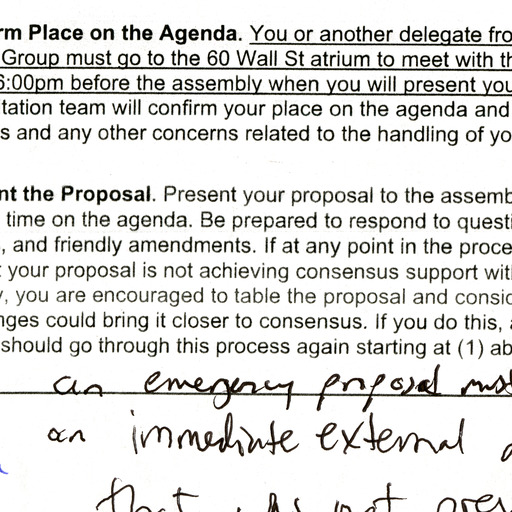 rm Place on the Agenda. You or another delegate fro
Group must go to the 60 Wall St atrium to meet with th
6:00pm before the assembly when you will present you
tation team will confirm your place on the agenda and
s and any other concerns related to the handling of yo
nt the Proposal. Present your proposal to the assemb
time on the agenda. Be prepared to respond to questi
, and friendly amendments. If at any point in the proce
your proposal is not achieving consensus support wit
, you are encouraged to table the proposal and consid
nges could bring it closer to consensus. If you do this, a
should go through this process again starting at (1) ab
an emergency proposal must
an immediate external
that not